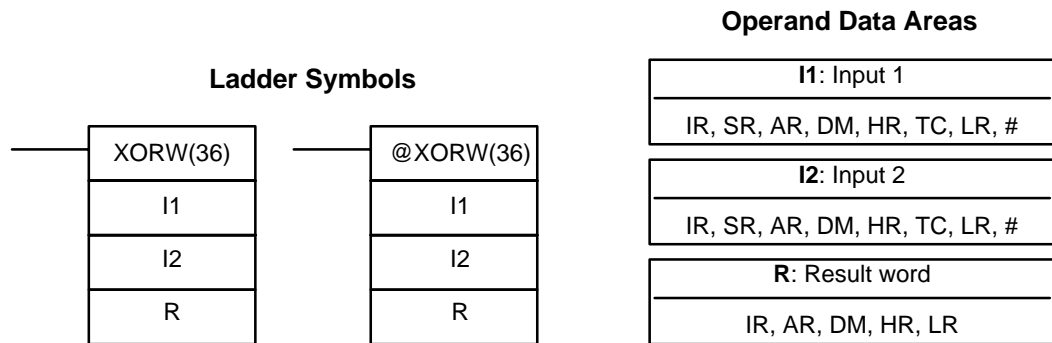 Operand Data Areas
Ladder Symbols
XORW(36)
I1
I2
R
@XORW(36)
I1
I2
R
I1: Input 1
IR, SR, AR, DM, HR, TC, LR, #
I2: Input 2
IR, SR, AR, DM, HR, TC, LR, #
R: Result word
IR, AR, DM, HR, LR